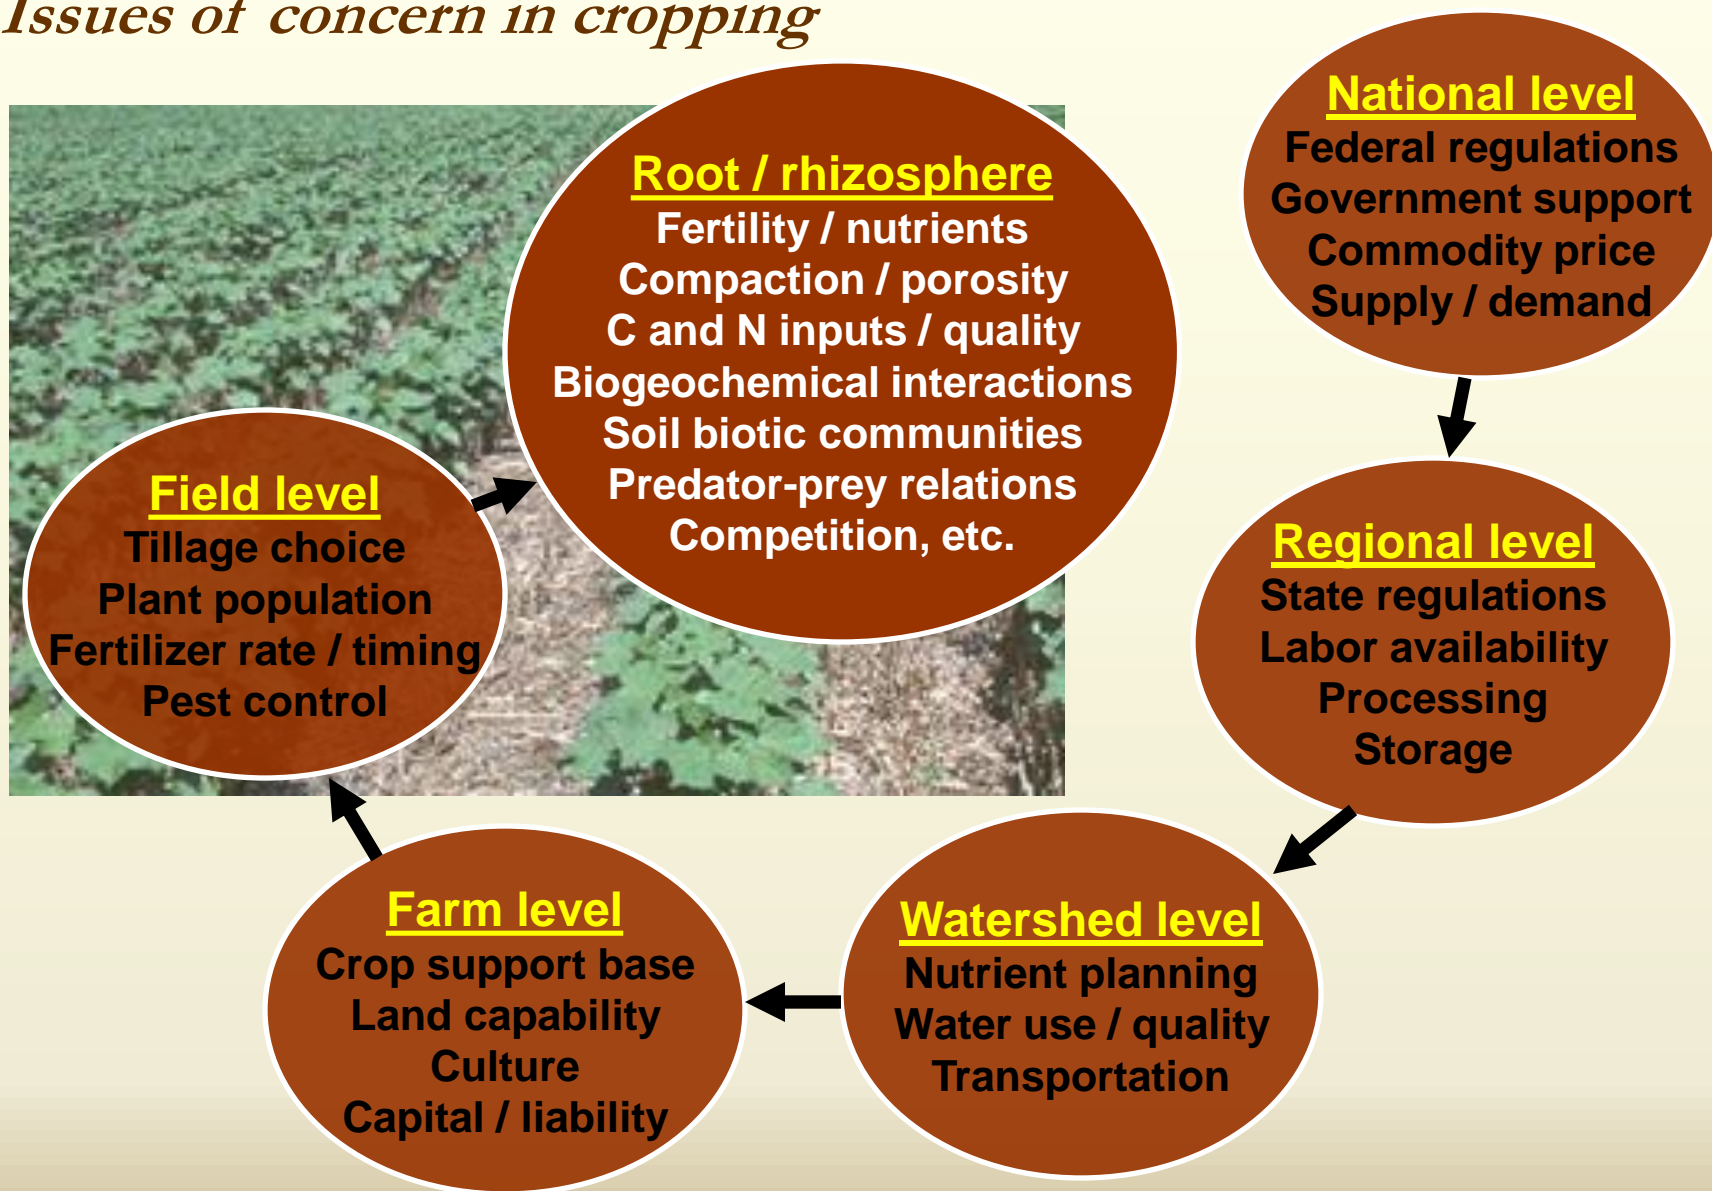 Issues of concern in cropping
National level
Federal regulations
Government support
Commodity price
Supply / demand
Root / rhizosphere
Fertility / nutrients
Compaction / porosity
C and N inputs / quality
Biogeochemical interactions
Soil biotic communities
Predator-prey relations
Competition, etc.
Field level
Tillage choice
Plant population
Fertilizer rate / timing
Pest control
Regional level
State regulations
Labor availability
Processing
Storage
Farm level
Crop support base
Land capability
Culture
Capital / liability
Watershed level
Nutrient planning
Water use / quality
Transportation